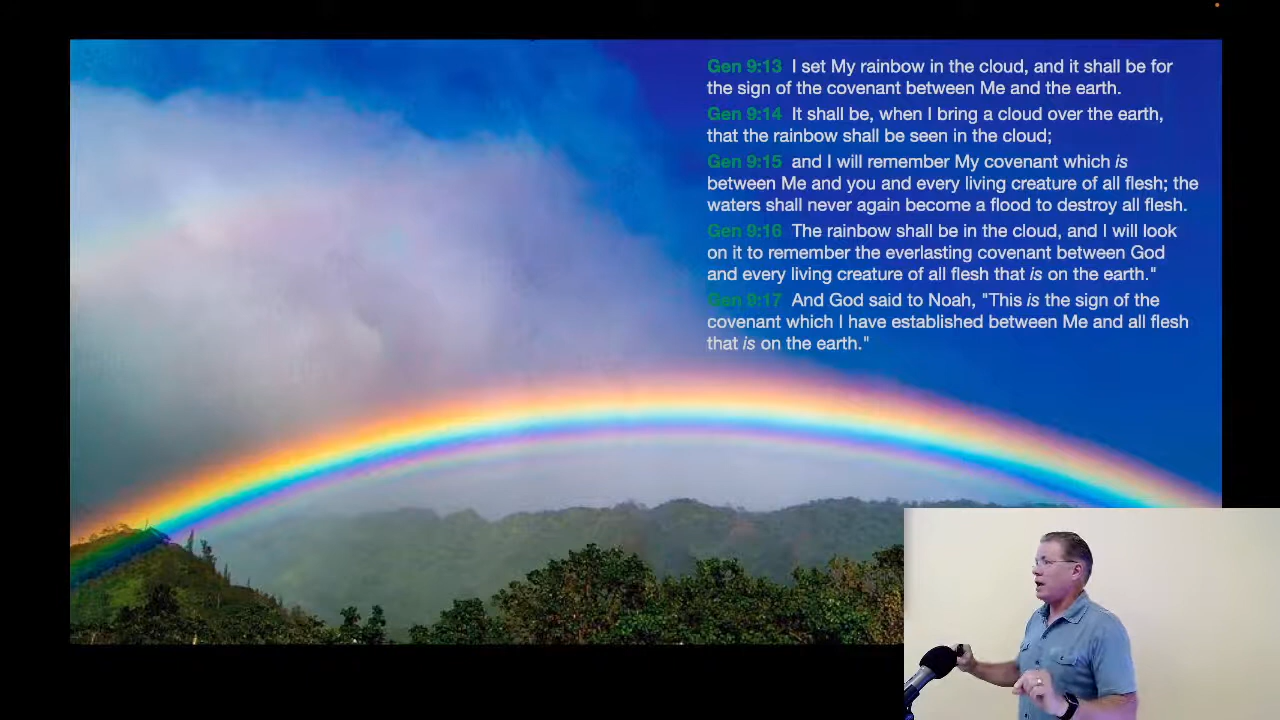 Gen 9:13 I set My rainbow in the cloud, and it shall be for
the sign of the covenant between Me and the earth.
Gen 9:14 It shall be, when I bring a cloud over the earth,
that the rainbow shall be seen in the cloud;
Gen 9:15 and I will remember My covenant which is
between Me and you and every living creature of all flesh; the
waters shall never again become a flood to destroy all flesh.
Gen 9:16 The rainbow shall be in the cloud, and I will look
on it to remember the everlasting covenant between God
and every living creature of all flesh that is on the earth."
Gen 9:17 And God said to Noah, "This is the sign of the
covenant which I have established between Me and all flesh
that is on the earth."